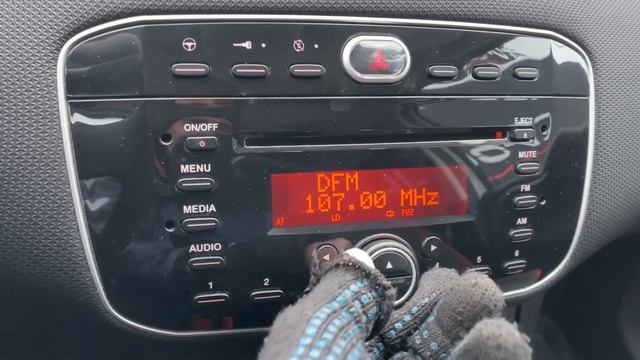 ON/OFF
EJECT
MENU
MUTE
DFM
107.00 MHz
FM
MEDIA
AF LD FM2
AM
AUDIO
1 2 5 6